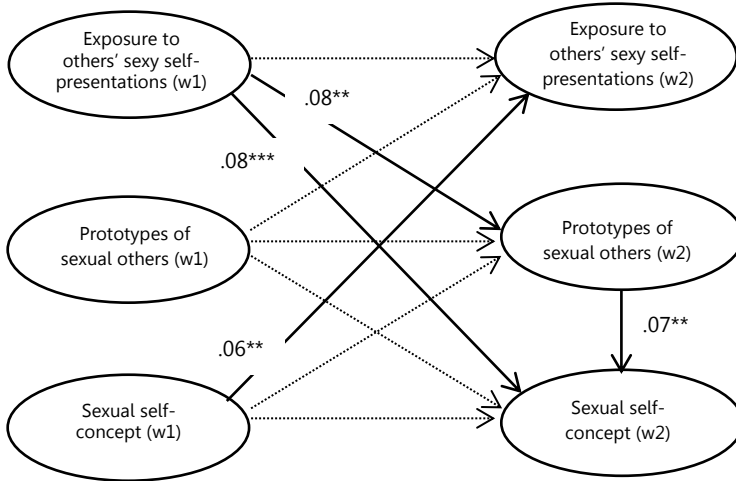 Exposure to
others’ sexy self-
presentations (w1)
Exposure to
others’ sexy self-
presentations (w2)
.08**
.08***
Prototypes of
sexual others (w1)
Prototypes of
sexual others (w2)
.06**
.07**
Sexual self-
concept (w1)
Sexual self-
concept (w2)